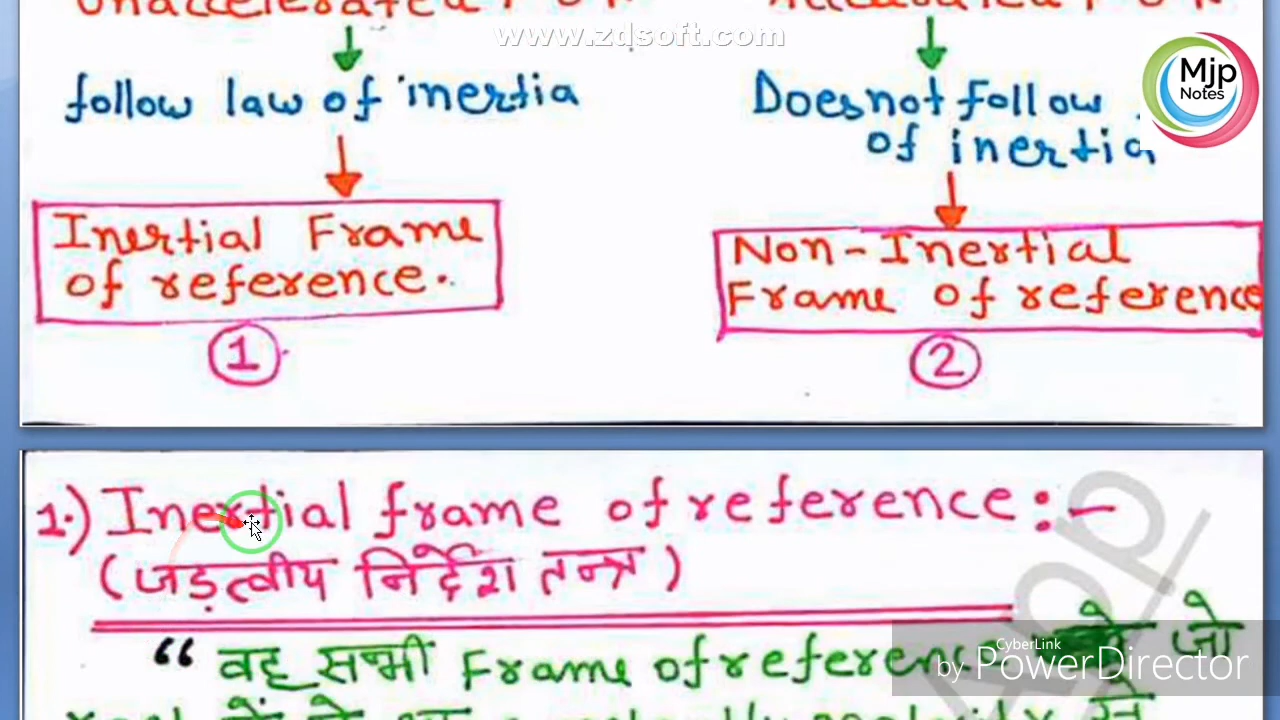 www.zdsoft.com
follow law of inertia
Does not follow
of inertia
Mjp
Notes
Inertial Frame
of reference.
Non-Inertial
Frame of reference
1
2
1.) Inertial frame of reference :-
(जड़त्वीय निर्देश तन्त्र)
“ वह सभी Frame of reference जो
CyberLink
by PowerDirector